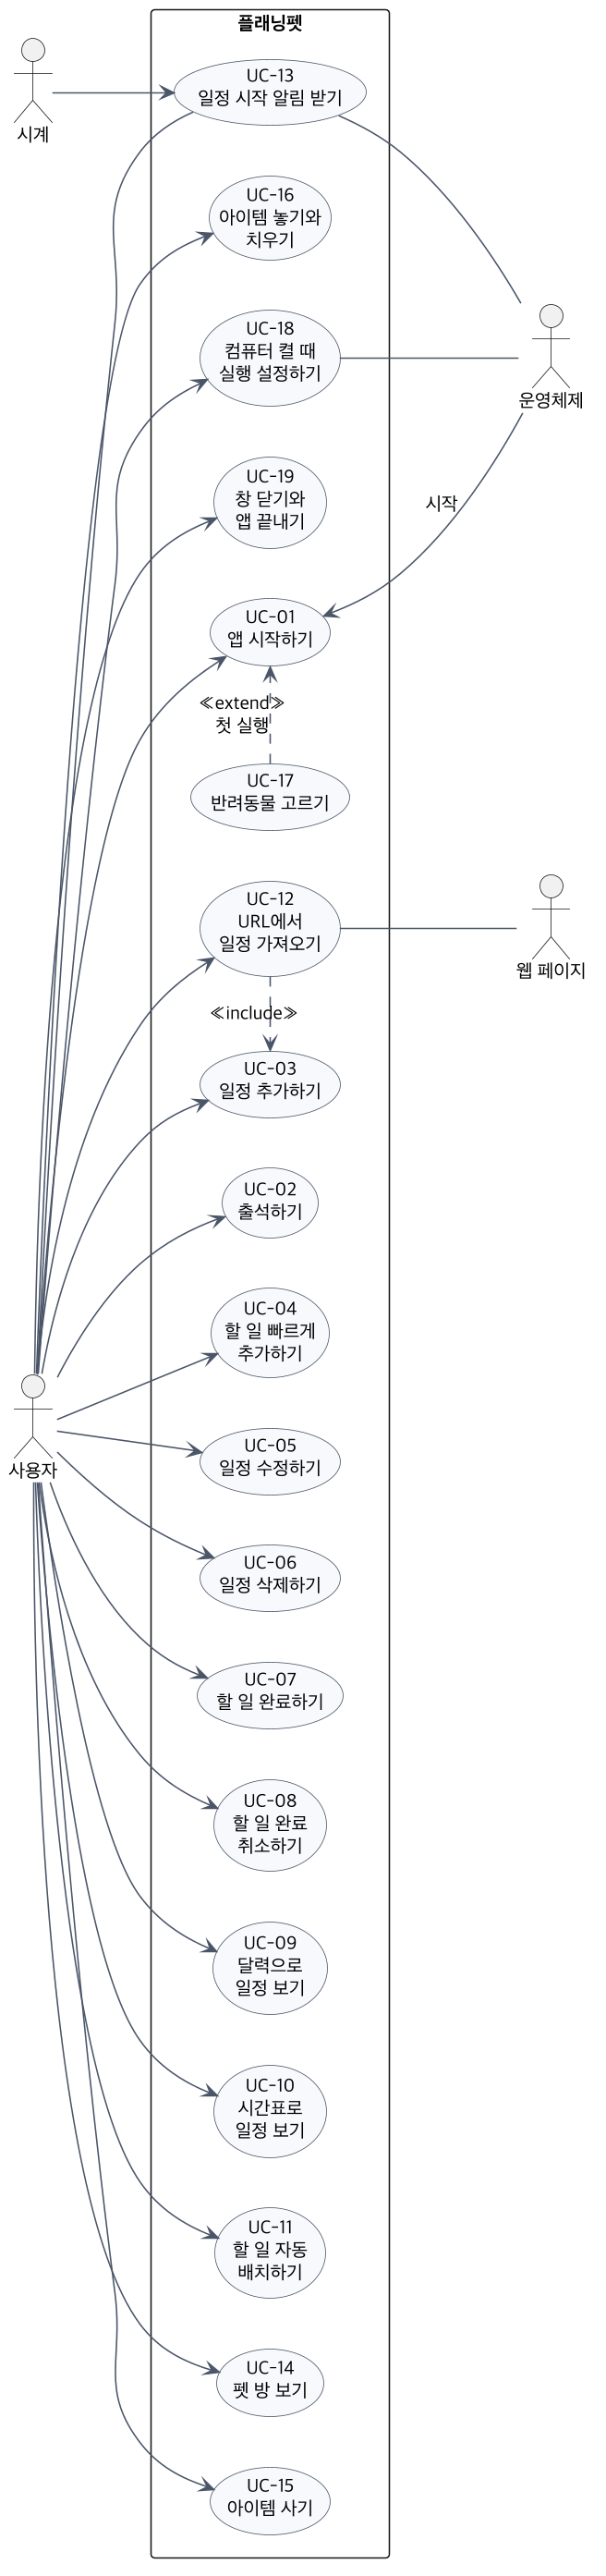 플래닝펫
시계
UC-13
일정 시작 알림 받기
UC-16
아이템 놓기와
치우기
UC-18
컴퓨터 켤 때
실행 설정하기
운영체제
UC-19
창 닫기와
앱 끝내기
시작
UC-01
앱 시작하기
≪extend≫
첫 실행
UC-17
반려동물 고르기
UC-12
URL에서
일정 가져오기
웹 페이지
≪include≫
UC-03
일정 추가하기
UC-02
출석하기
UC-04
할 일 빠르게
추가하기
사용자
UC-05
일정 수정하기
UC-06
일정 삭제하기
UC-07
할 일 완료하기
UC-08
할 일 완료
취소하기
UC-09
달력으로
일정 보기
UC-10
시간표로
일정 보기
UC-11
할 일 자동
배치하기
UC-14
펫 방 보기
UC-15
아이템 사기